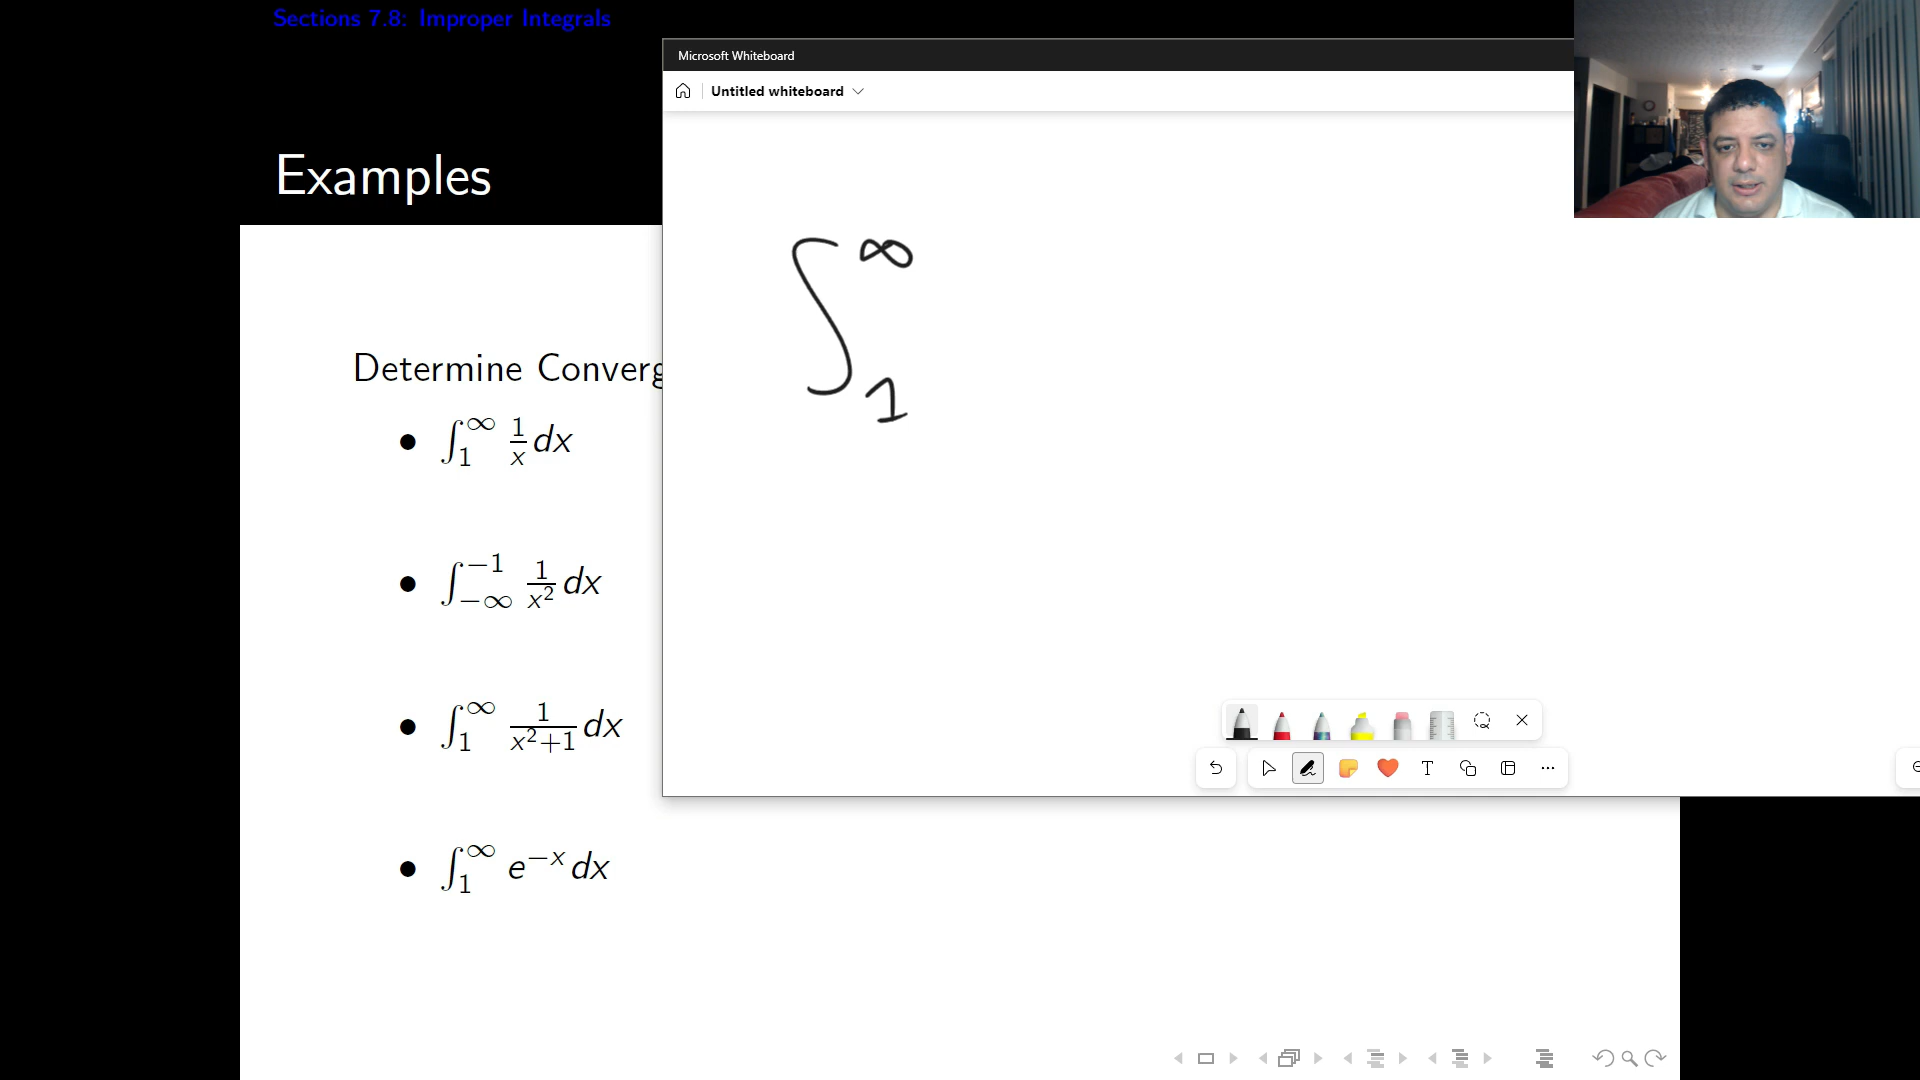 Sections 7.8: Improper Integrals
Microsoft Whiteboard
Untitled whiteboard
Examples
∫₁^∞
Determine Converg
• ∫₁^∞ 1/x dx
• ∫₋∞^−1 1/x² dx
• ∫₁^∞ 1/(x²+1) dx
• ∫₁^∞ e^−x dx